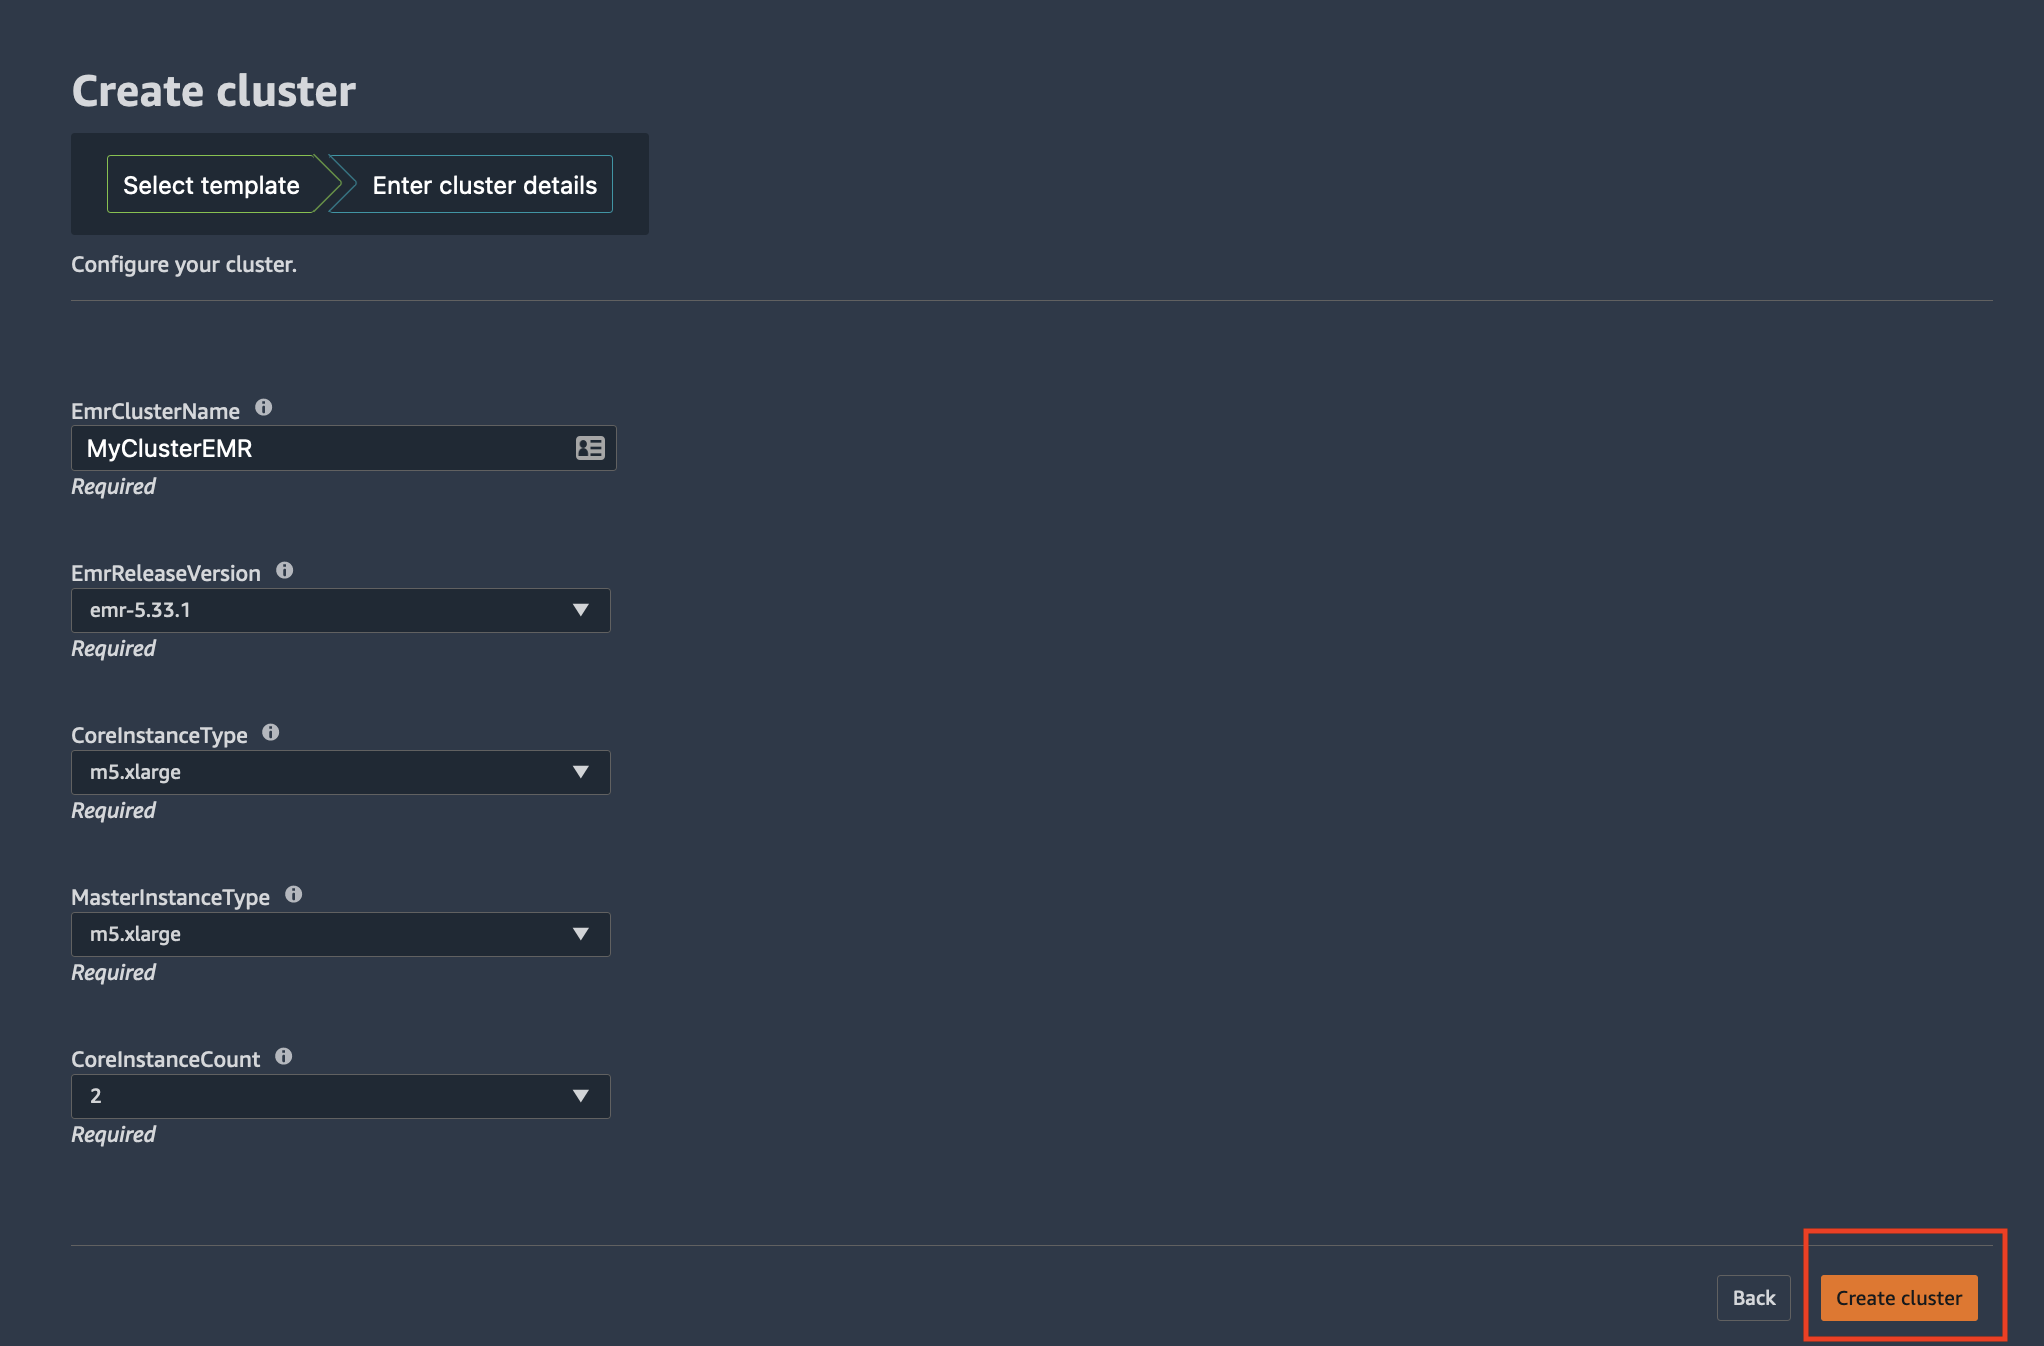 Create cluster
Select template
Enter cluster details
Configure your cluster.
EmrClusterName
MyClusterEMR
Required
EmrReleaseVersion
emr-5.33.1
Required
CoreInstanceType
m5.xlarge
Required
MasterInstanceType
m5.xlarge
Required
CoreInstanceCount
2
Required
Back
Create cluster